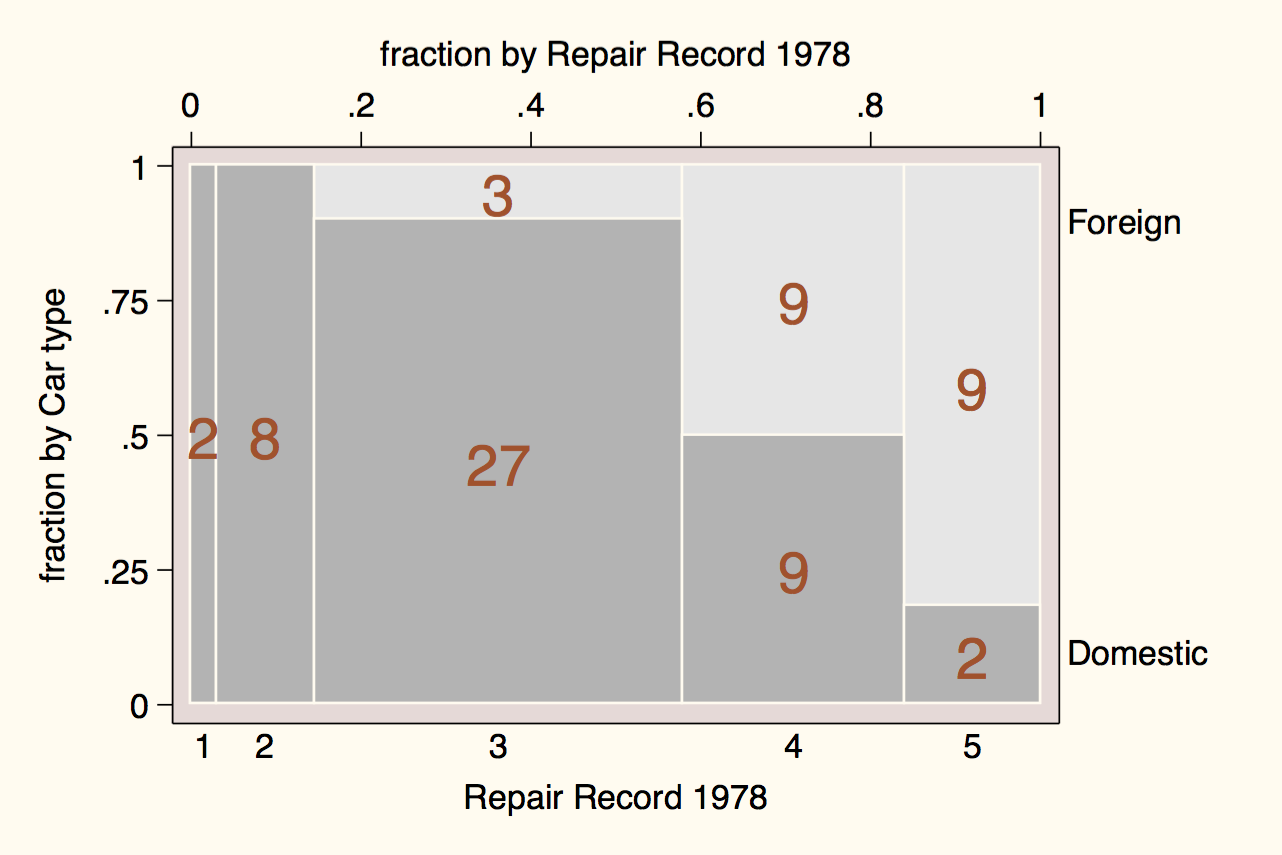 fraction by Repair Record 1978
0 .2 .4 .6 .8 1
1
3
Foreign
.75
9
9
fraction by Car type
.5
2 8
27
.25
9
2
Domestic
0
1 2 3 4 5
Repair Record 1978